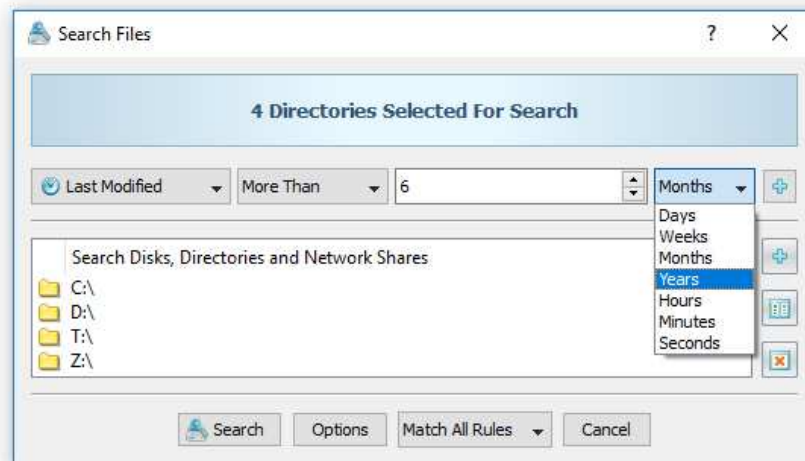 Search Files ?
4 Directories Selected For Search
Last Modified More Than 6 Months
Days
Weeks
Months
Years
Hours
Minutes
Seconds
Search Disks, Directories and Network Shares
C:\
D:\
T:\
Z:\
Search Options Match All Rules Cancel